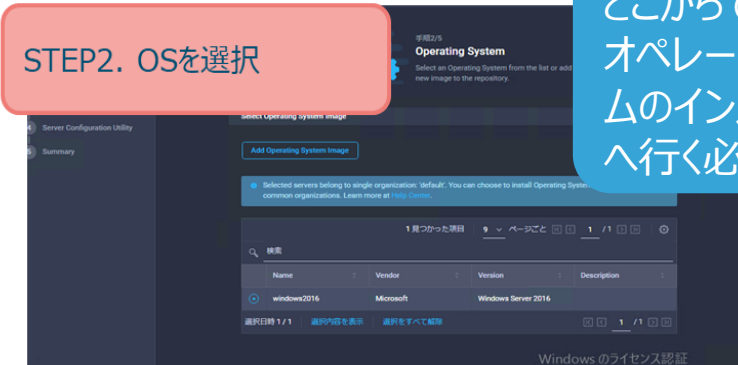 STEP2. OSを選択
どこからで
オペレー
ムのイン
へ行く必
手順2/5
Operating System
Select an Operating System from the list or add
new image to the repository.
Select Operating System Image
4 Server Configuration Utility
5 Summary
Add Operating System Image
Selected servers belong to single organization: 'default'. You can choose to install Operating Syste
common organizations. Learn more at Help Center.
1 見つかった項目 9 ページごと 1 /1
検索
Name Vendor Version Description
windows2016 Microsoft Windows Server 2016
選択日時 1 / 1 選択内容を表示 選択をすべて解除 1 /1
Windows のライセンス認証